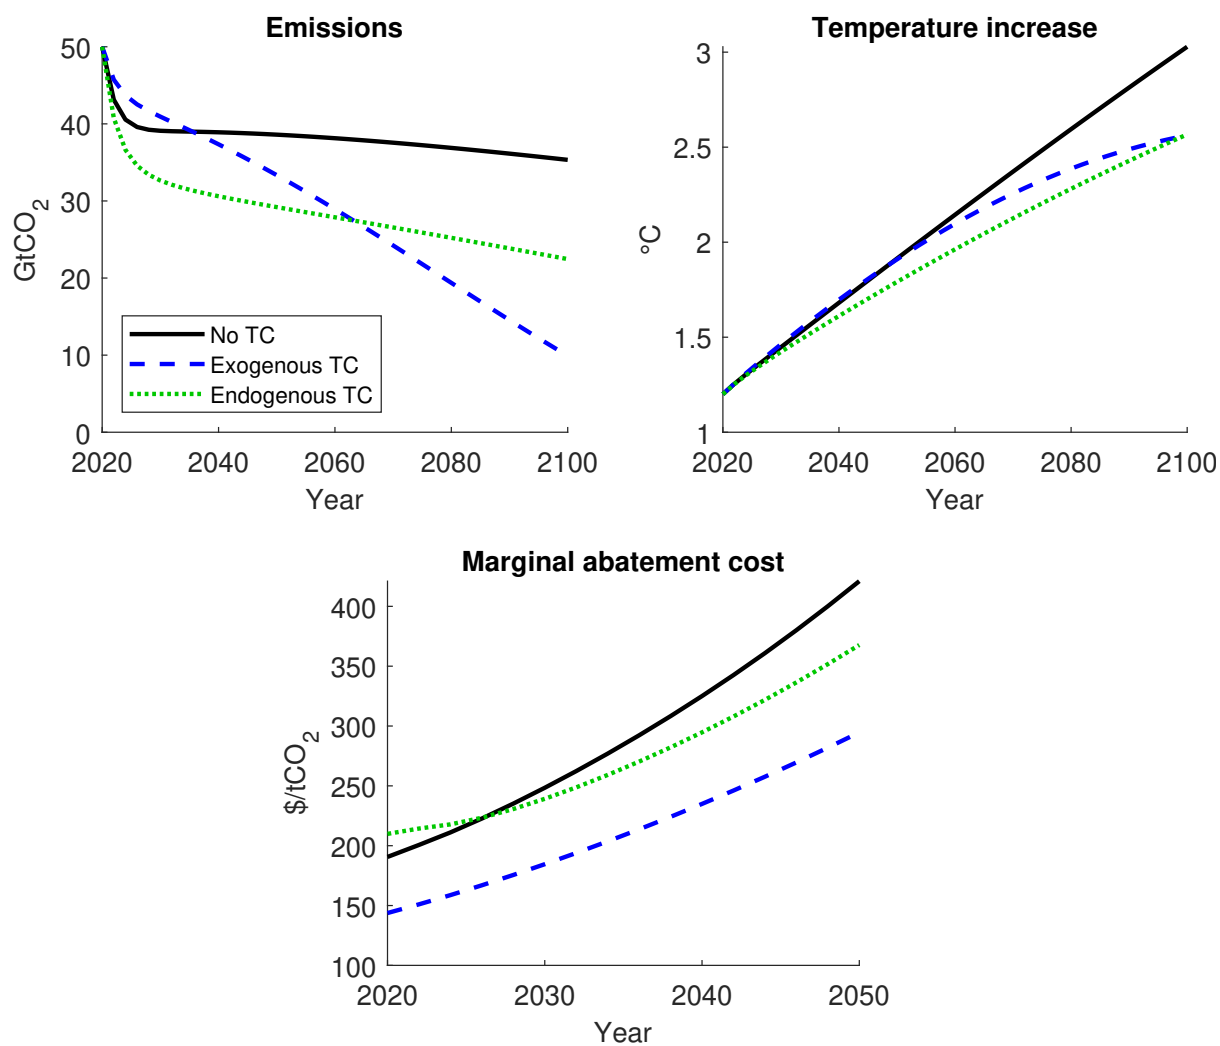 Emissions
50
40
30
20
10
0
GtCO2
No TC
Exogenous TC
Endogenous TC
2020 2040 2060 2080 2100
Year
Temperature increase
3
2.5
2
1.5
1
°C
2020 2040 2060 2080 2100
Year
Marginal abatement cost
400
350
300
250
200
150
100
$/tCO2
2020 2030 2040 2050
Year